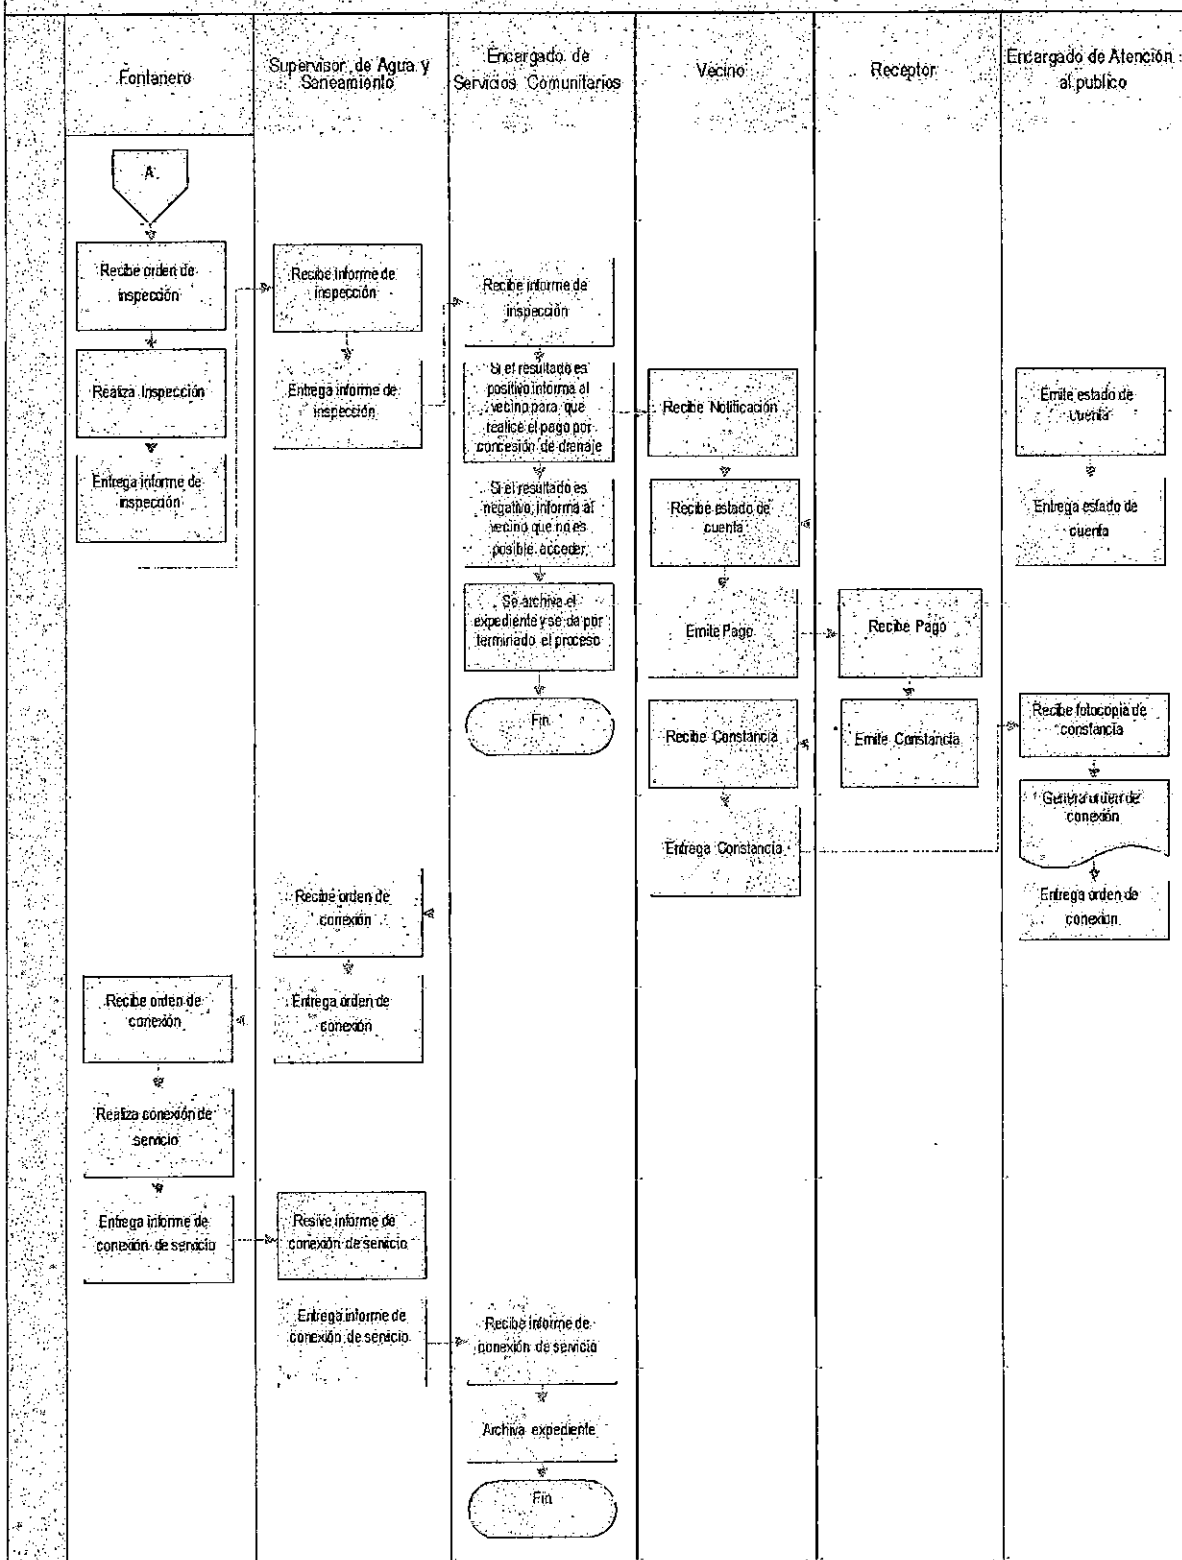 Fontanero
Supervisor de Agua y
Saneamiento
Encargado de
Servicios Comunitarios
Vecino
Receptor
Encargado de Atención
al publico
A
Recibe orden de
inspección
Realiza Inspección
Entrega informe de
inspección
Recibe informe de
inspección
Entrega informe de
inspección
Recibe informe de
inspección
Si el resultado es
positivo informa al
vecino para que
realice el pago por
concesión de drenaje
Si el resultado es
negativo, informa al
vecino que no es
posible acceder
Se archiva el
expediente y se da por
terminado el proceso
Fin
Recibe Notificación
Recibe estado de
cuenta
Emite Pago
Recibe Constancia
Entrega Constancia
Recibe Pago
Emite Constancia
Emite estado de
cuenta
Entrega estado de
cuenta
Recibe fotocopia de
constancia
Genera orden de
conexión
Entrega orden de
conexión
Recibe orden de
conexión
Entrega orden de
conexión
Recibe orden de
conexión
Realiza conexión de
servicio
Entrega informe de
conexión de servicio
Resive informe de
conexión de servicio
Entrega informe de
conexión de servicio
Recibe informe de
conexión de servicio
Archiva expediente
Fin